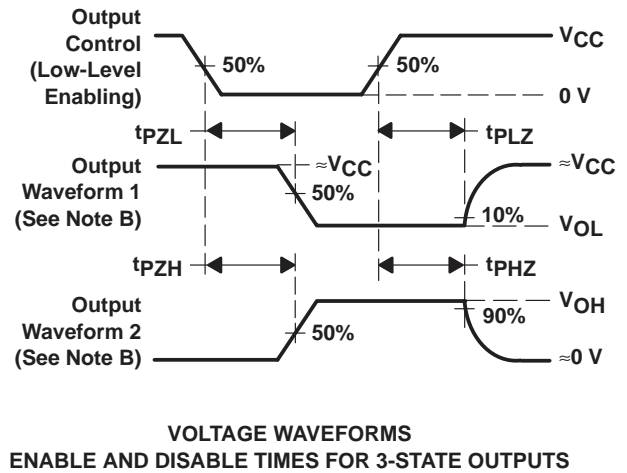 Output
Control
(Low-Level
Enabling)
50%
50%
VCC
0 V
tPZL
tPLZ
Output
Waveform 1
(See Note B)
≈VCC
50%
≈VCC
10%
VOL
tPZH
tPHZ
Output
Waveform 2
(See Note B)
50%
VOH
90%
≈0 V
VOLTAGE WAVEFORMS
ENABLE AND DISABLE TIMES FOR 3-STATE OUTPUTS